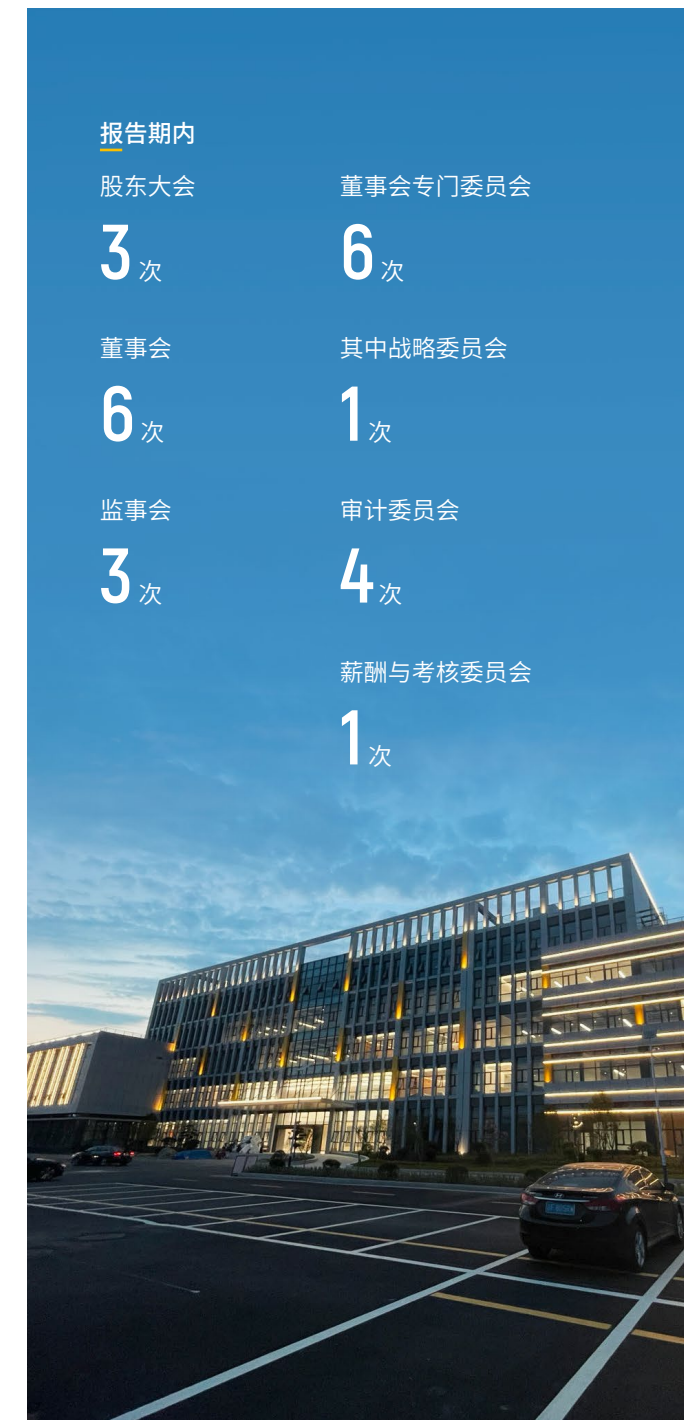 报告期内
股东大会
3次
董事会
6次
监事会
3次
董事会专门委员会
6次
其中战略委员会
1次
审计委员会
4次
薪酬与考核委员会
1次